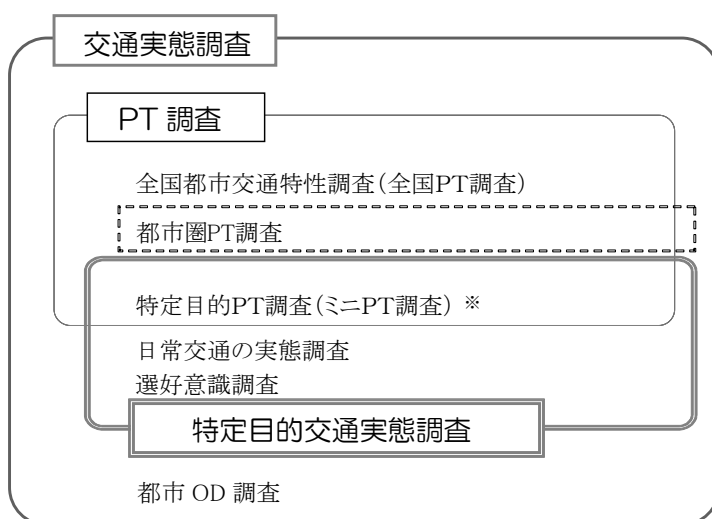 交通実態調査
PT 調査
全国都市交通特性調査(全国PT調査)
都市圏PT調査
特定目的PT調査(ミニPT調査) ※
日常交通の実態調査
選好意識調査
特定目的交通実態調査
都市 OD 調査